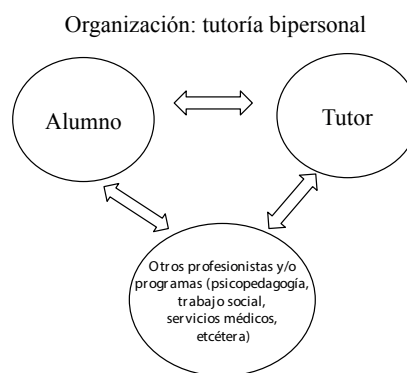 Organización: tutoría bipersonal
Alumno
Tutor
Otros profesionistas y/o
programas (psicopedagogía,
trabajo social,
servicios médicos,
etcétera)